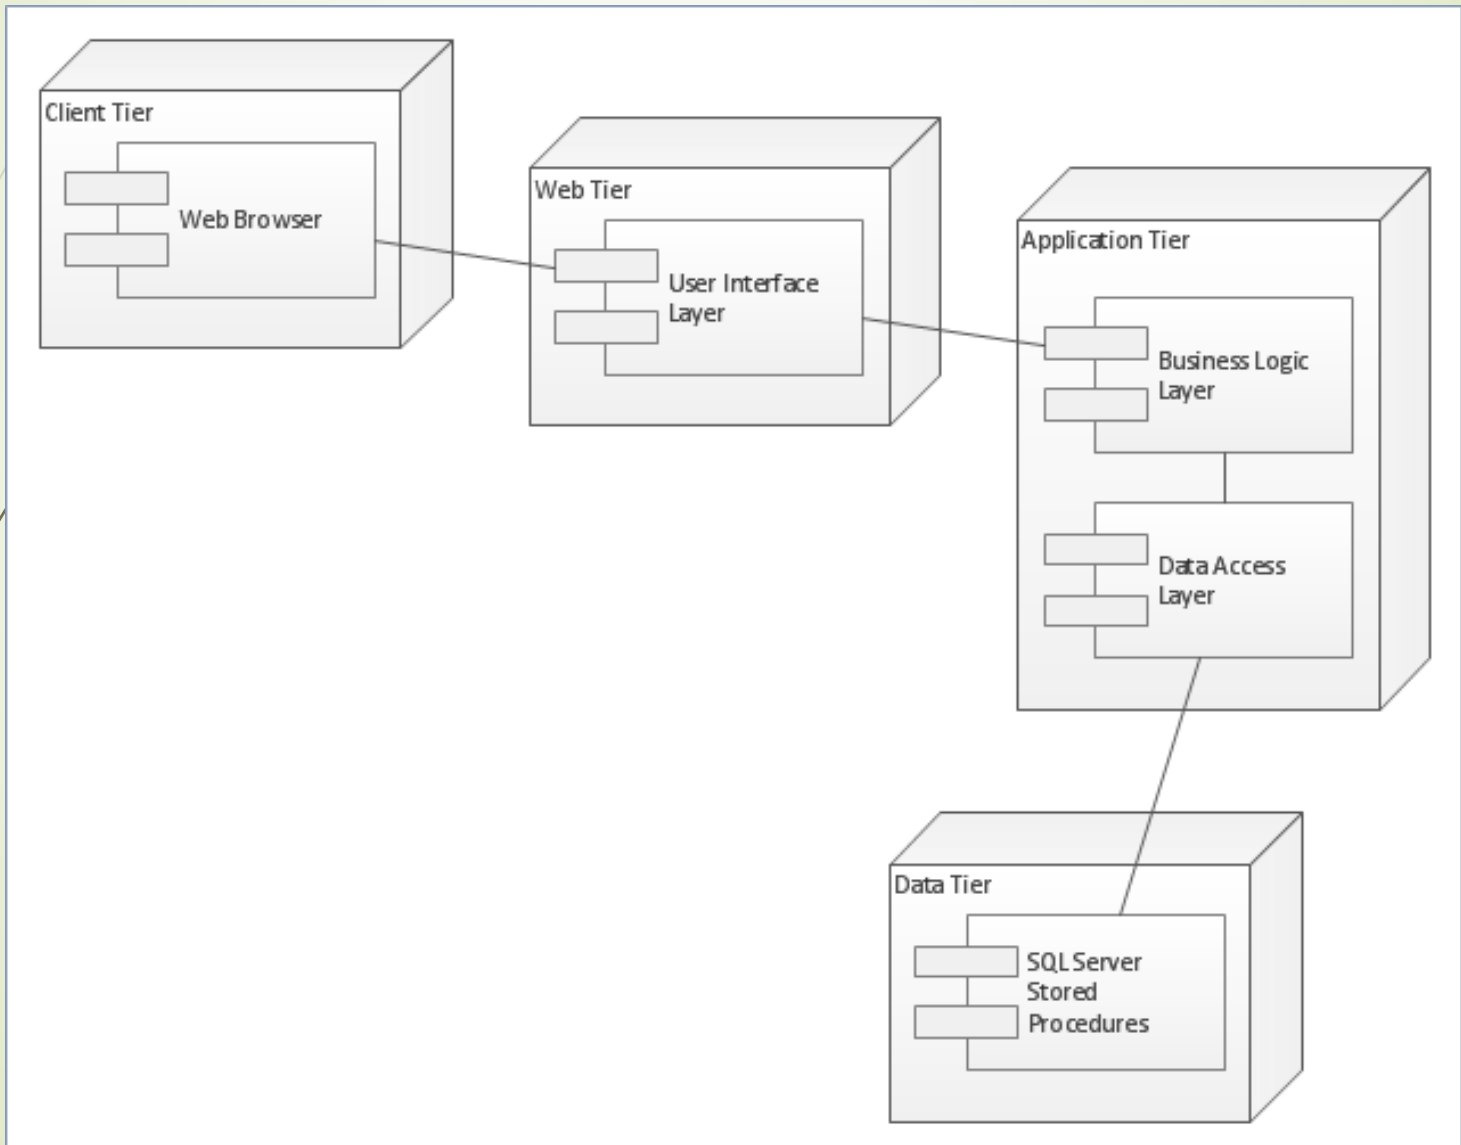 Client Tier
Web Browser
Web Tier
User Interface
Layer
Application Tier
Business Logic
Layer
Data Access
Layer
Data Tier
SQL Server
Stored
Procedures